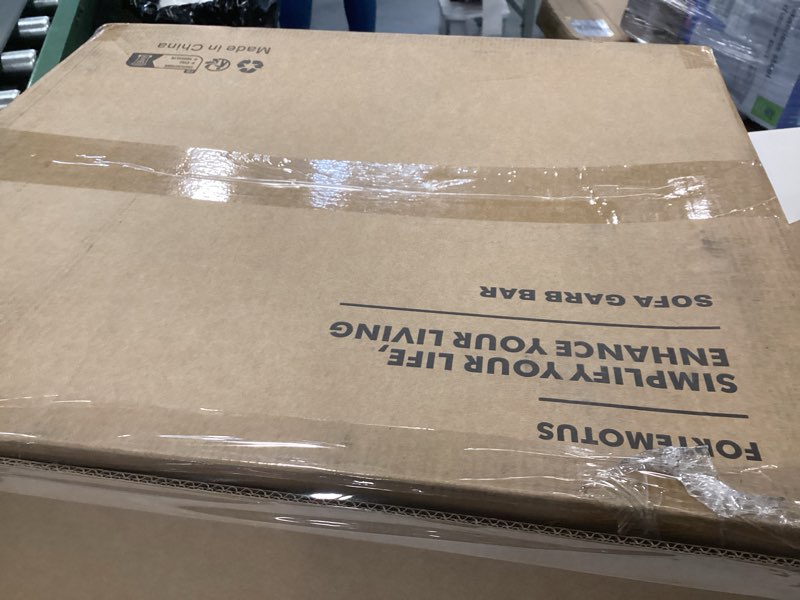 FORTEMOTUS
SIMPLIFY YOUR LIFE,
ENHANCE YOUR LIVING
SOFA GARB BAR
Made in China